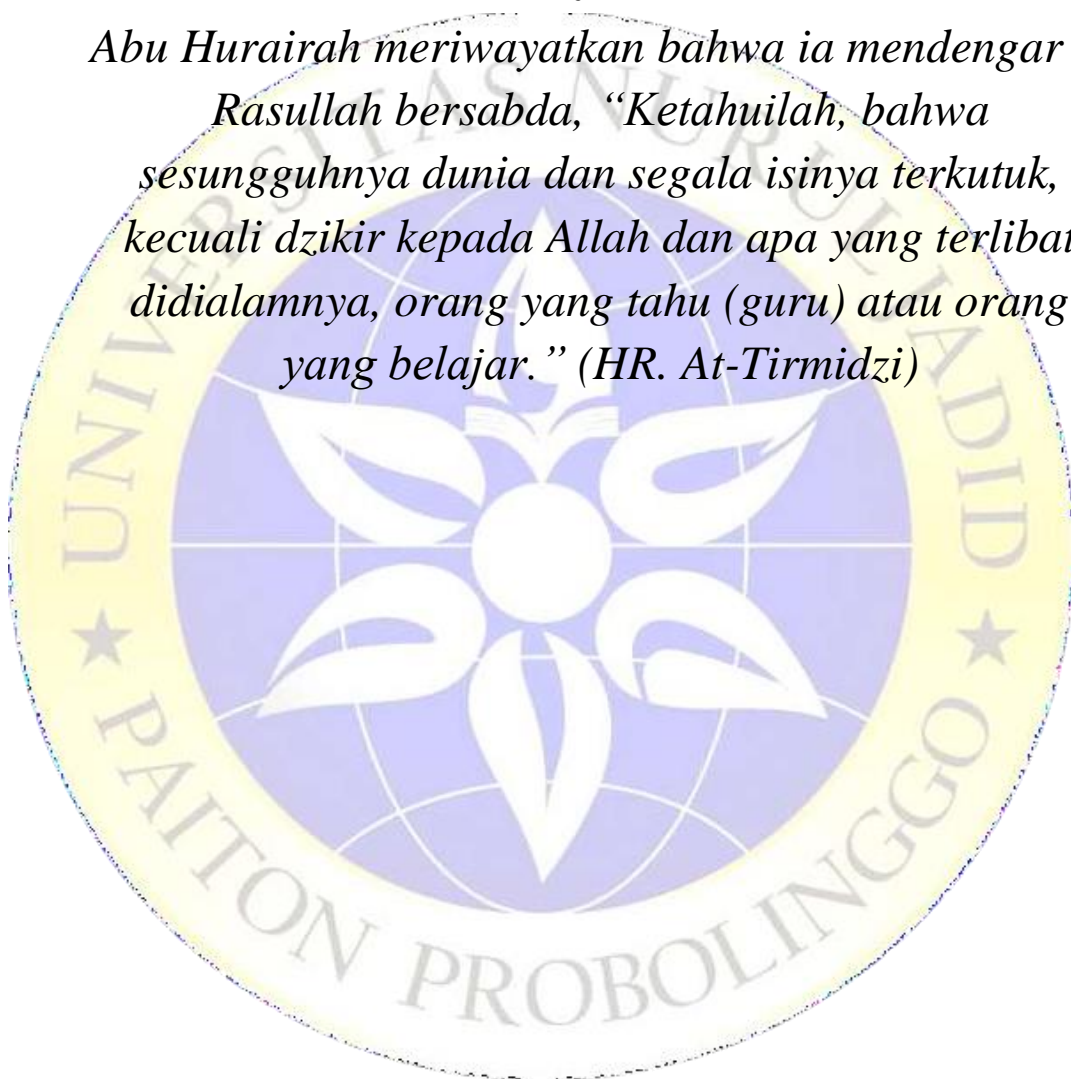 Abu Hurairah meriwayatkan bahwa ia mendengar
Rasullah bersabda, “Ketahuilah, bahwa
sesungguhnya dunia dan segala isinya terkutuk,
kecuali dzikir kepada Allah dan apa yang terlibat
didialamnya, orang yang tahu (guru) atau orang
yang belajar.” (HR. At-Tirmidzi)
UNIVERSITAS NURUL JADID
PAITON PROBOLINGGO